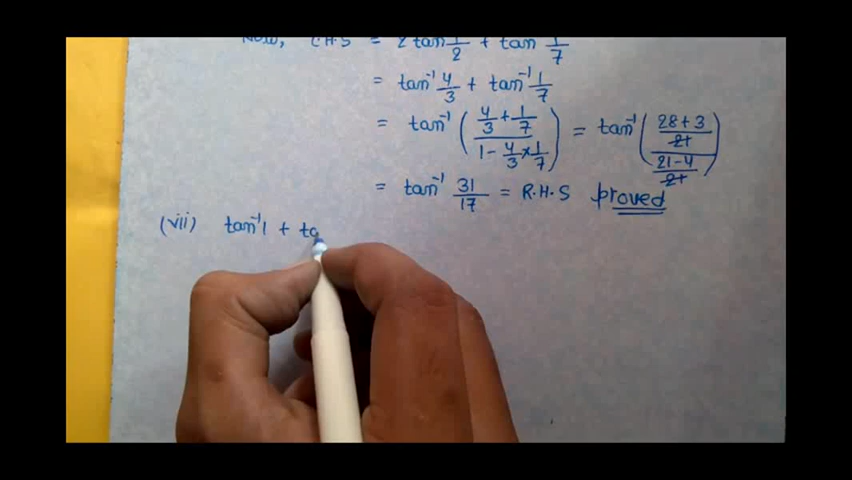 Now, L.H.S = 2 tan⁻¹ 1/2 + tan⁻¹ 1/7
= tan⁻¹ 4/3 + tan⁻¹ 1/7
= tan⁻¹ ( (4/3 + 1/7) / (1 - 4/3 × 1/7) ) = tan⁻¹ ( ((28+3)/21) / ((21-4)/21) )
= tan⁻¹ 31/17 = R.H.S proved
(vii) tan⁻¹1 + ta